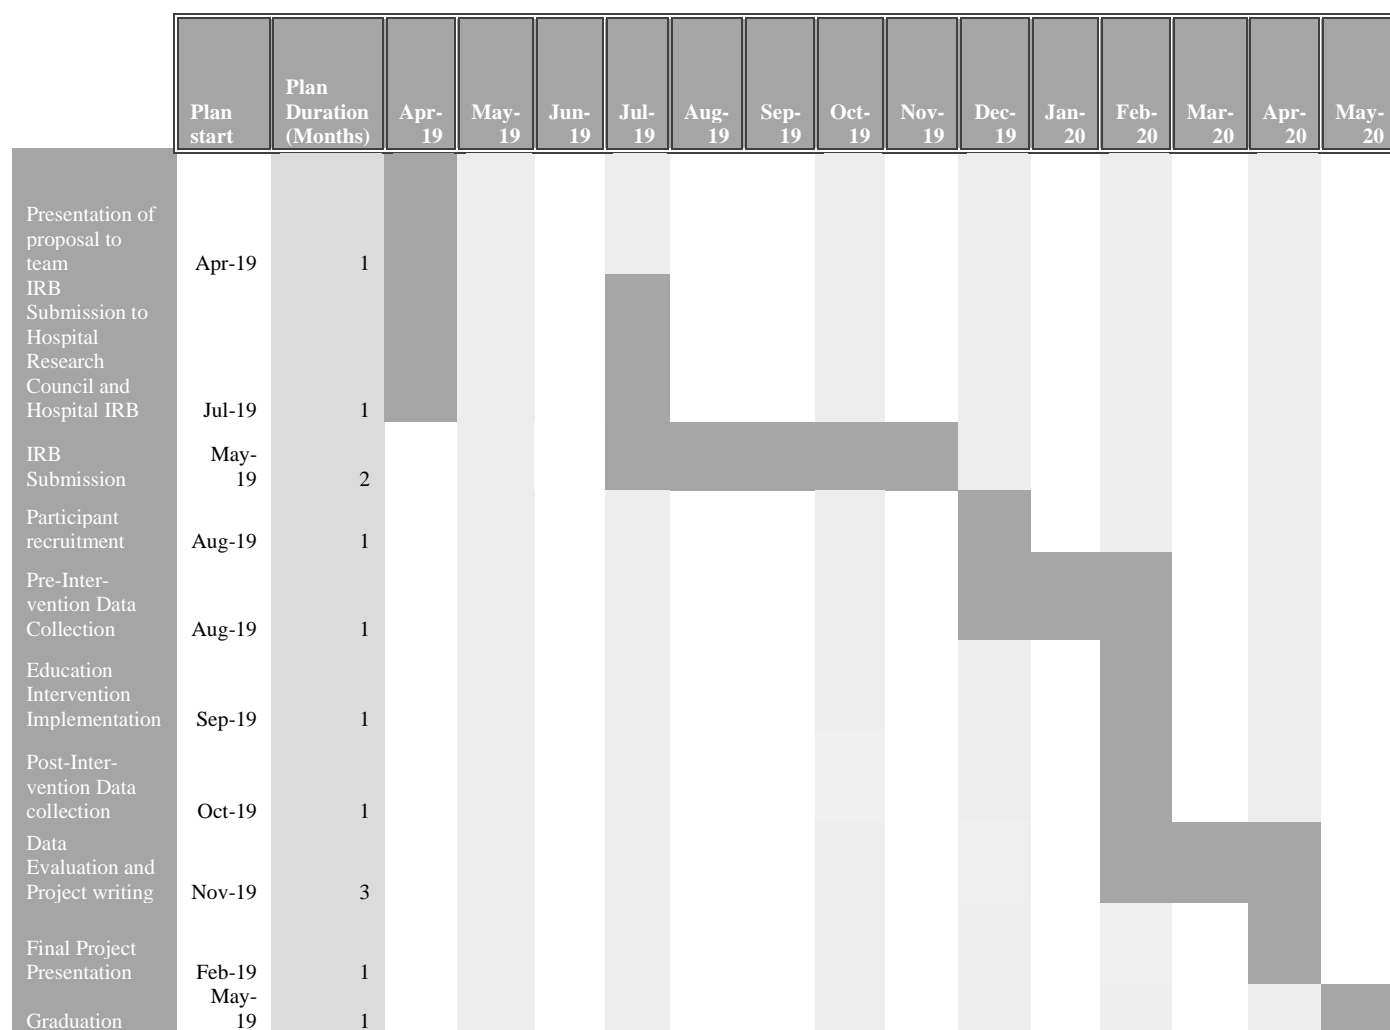 Plan start
Plan Duration (Months)
Apr-19
May-19
Jun-19
Jul-19
Aug-19
Sep-19
Oct-19
Nov-19
Dec-19
Jan-20
Feb-20
Mar-20
Apr-20
May-20
Presentation of
proposal to
team Apr-19 1
IRB
Submission to
Hospital
Research
Council and
Hospital IRB Jul-19 1
IRB May-
Submission 19 2
Participant
recruitment Aug-19 1
Pre-Inter-
vention Data
Collection Aug-19 1
Education
Intervention
Implementation Sep-19 1
Post-Inter-
vention Data
collection Oct-19 1
Data
Evaluation and
Project writing Nov-19 3
Final Project
Presentation Feb-19 1
May-
Graduation 19 1